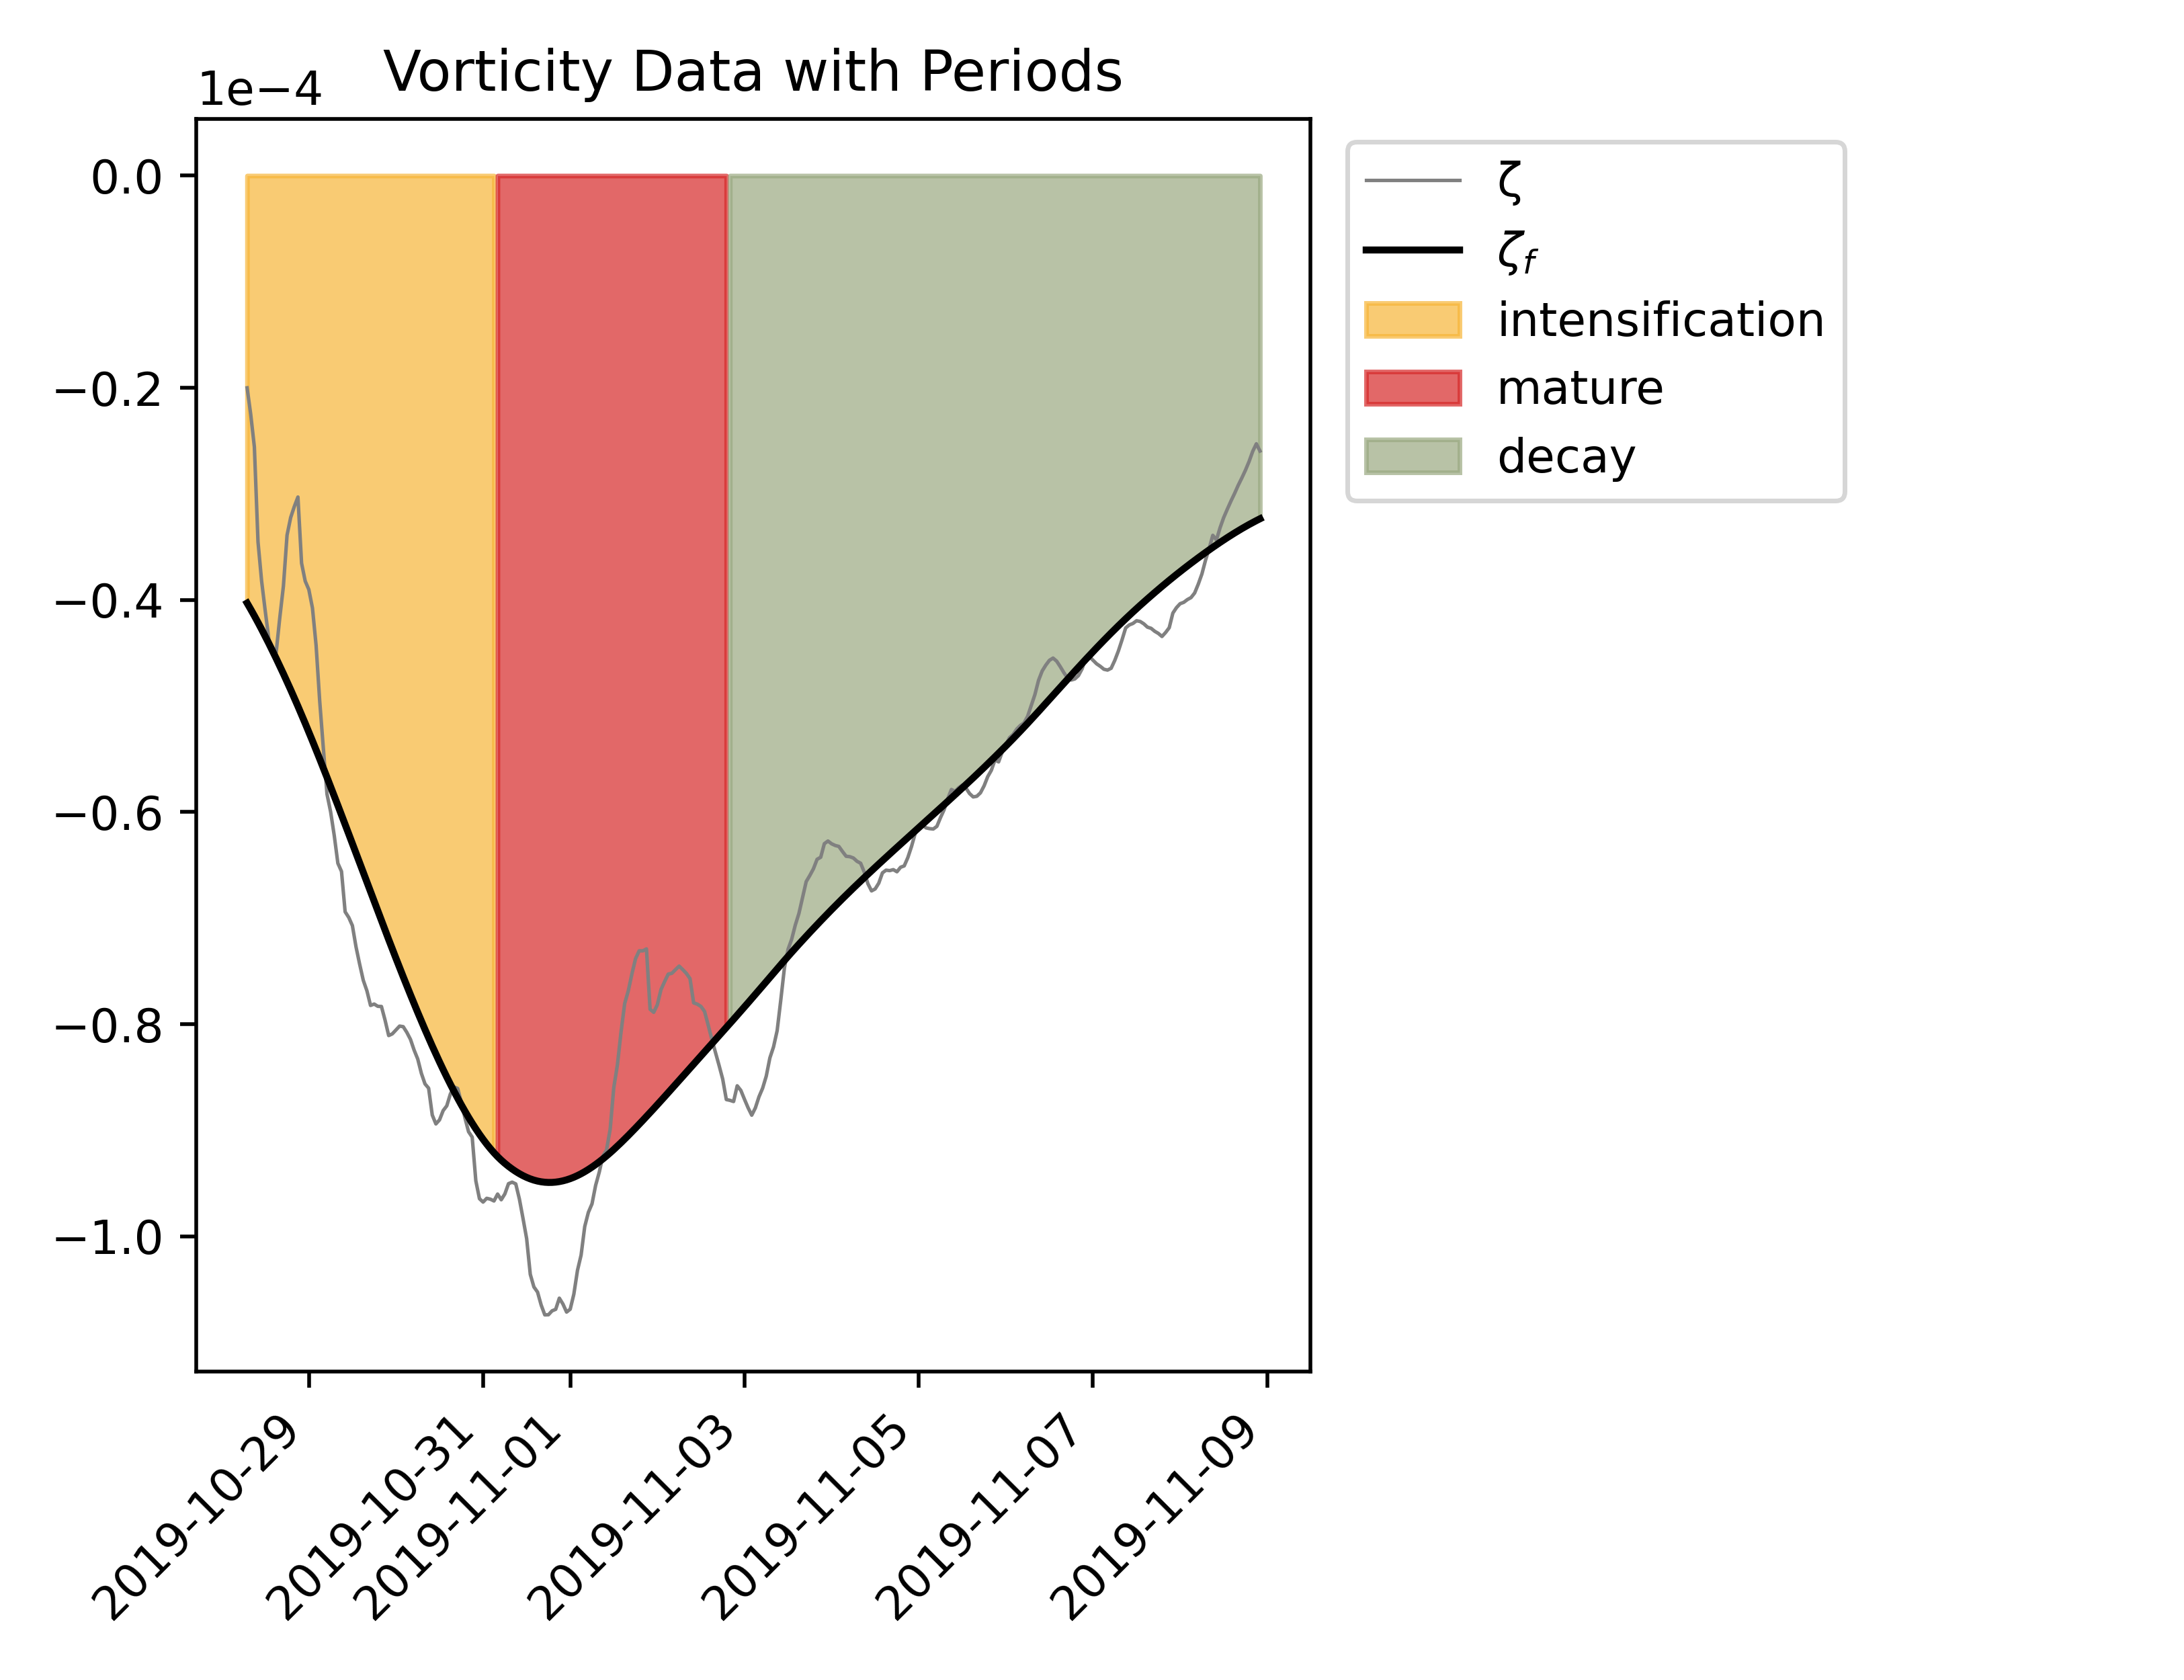 Vorticity Data with Periods
1e−4
0.0
−0.2
−0.4
−0.6
−0.8
−1.0
2019-10-29
2019-10-31
2019-11-01
2019-11-03
2019-11-05
2019-11-07
2019-11-09
ζ
ζf
intensification
mature
decay